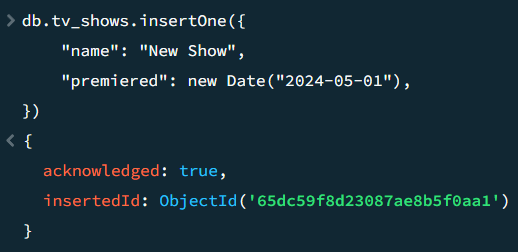 > db.tv_shows.insertOne({
"name": "New Show",
"premiered": new Date("2024-05-01"),
})
< {
acknowledged: true,
insertedId: ObjectId('65dc59f8d23087ae8b5f0aa1')
}